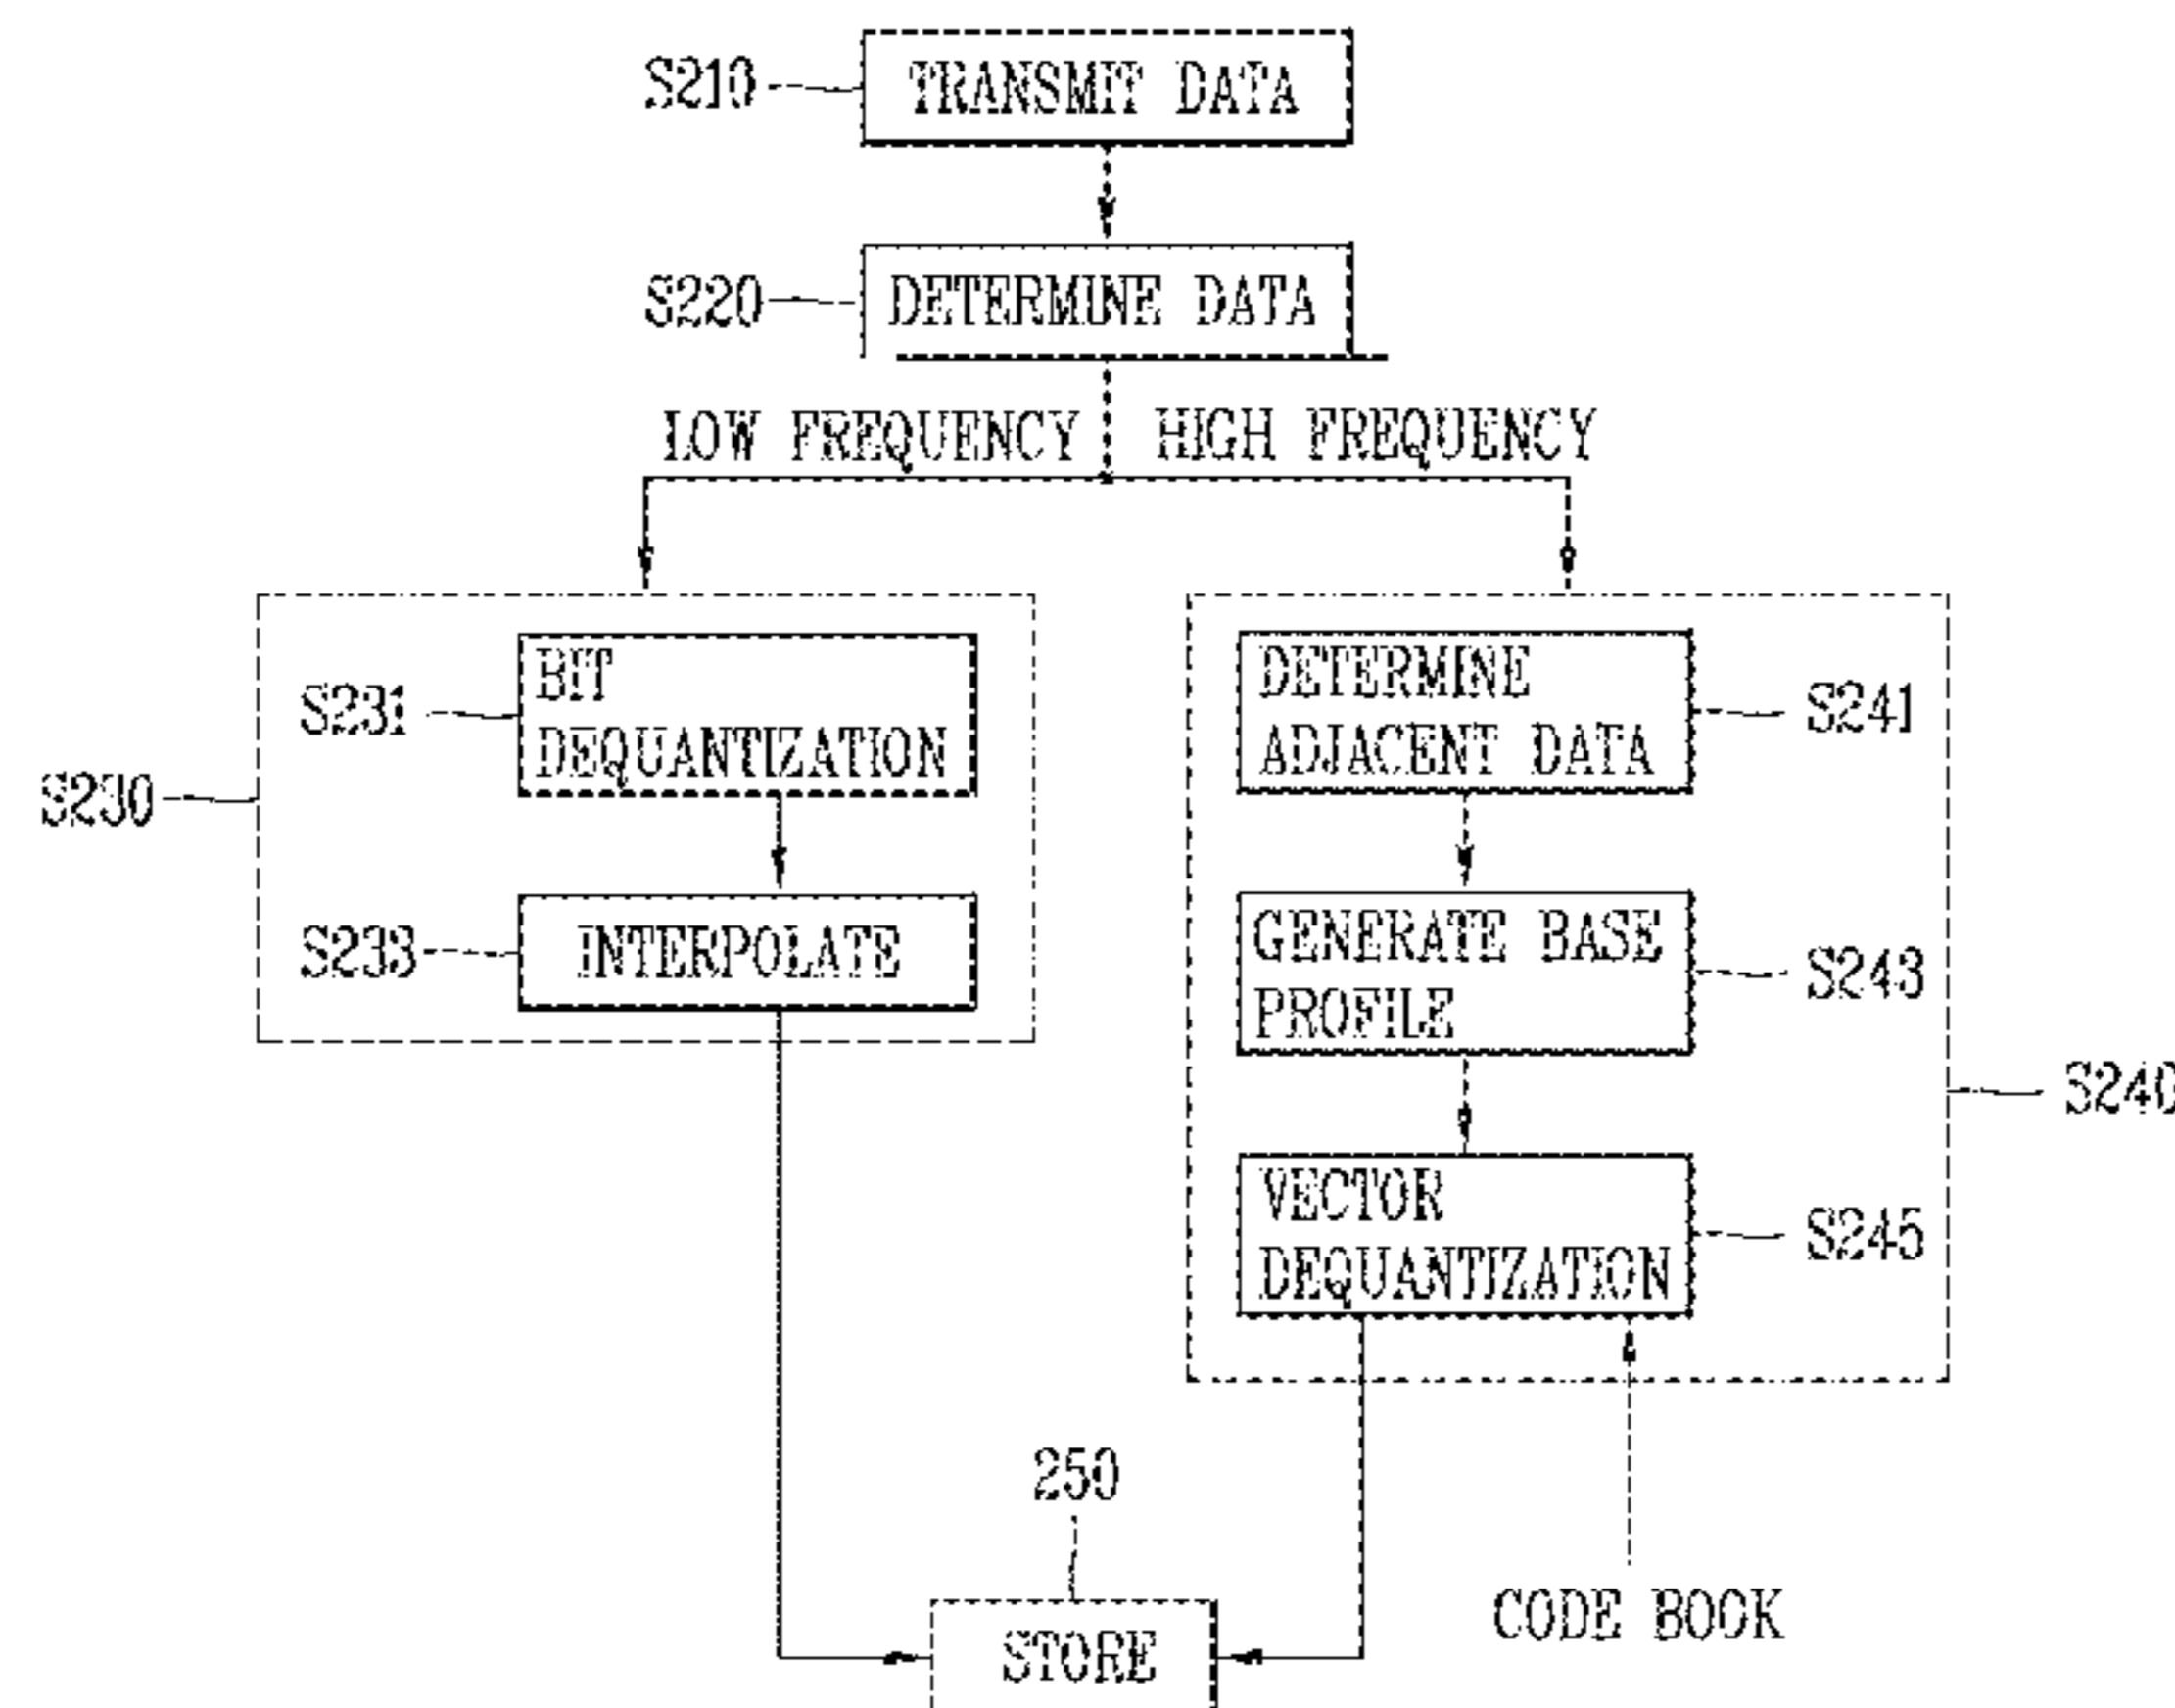 S210
TRANSMIT DATA
S220
DETERMINE DATA
LOW FREQUENCY
HIGH FREQUENCY
S230
S231
BIT
DEQUANTIZATION
S233
INTERPOLATE
DETERMINE
ADJACENT DATA
S241
GENERATE BASE
PROFILE
S243
S240
VECTOR
DEQUANTIZATION
S245
250
STORE
CODE BOOK